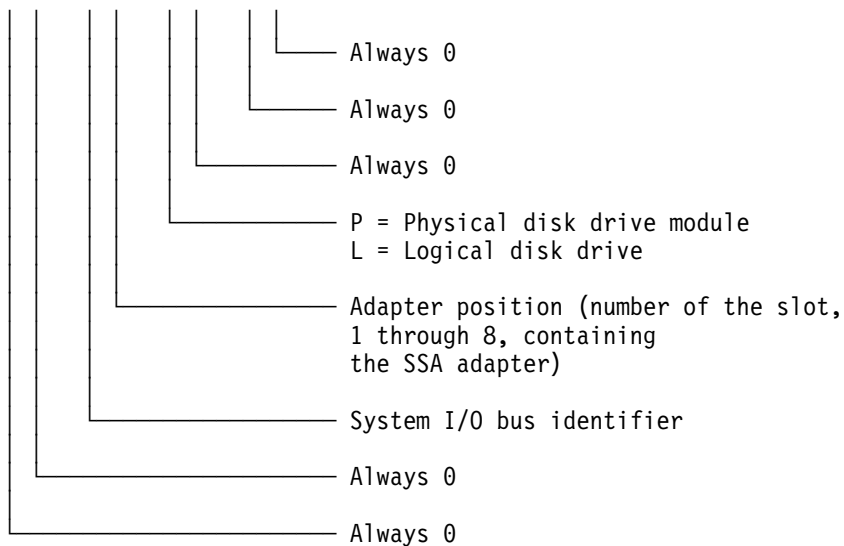 Always 0
Always 0
Always 0
P = Physical disk drive module
L = Logical disk drive
Adapter position (number of the slot,
1 through 8, containing
the SSA adapter)
System I/O bus identifier
Always 0
Always 0